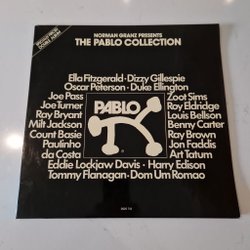 NORMAN GRANZ PRESENTS
THE PABLO COLLECTION
Ella Fitzgerald · Dizzy Gillespie
Oscar Peterson · Duke Ellington
Joe Pass
Zoot Sims
Joe Turner
Roy Eldridge
Ray Bryant
Louis Bellson
Milt Jackson
Benny Carter
Count Basie
Ray Brown
Paulinho
Jon Faddis
da Costa
Art Tatum
PABLO
Eddie Lockjaw Davis · Harry Edison
Tommy Flanagan · Dom Um Romao